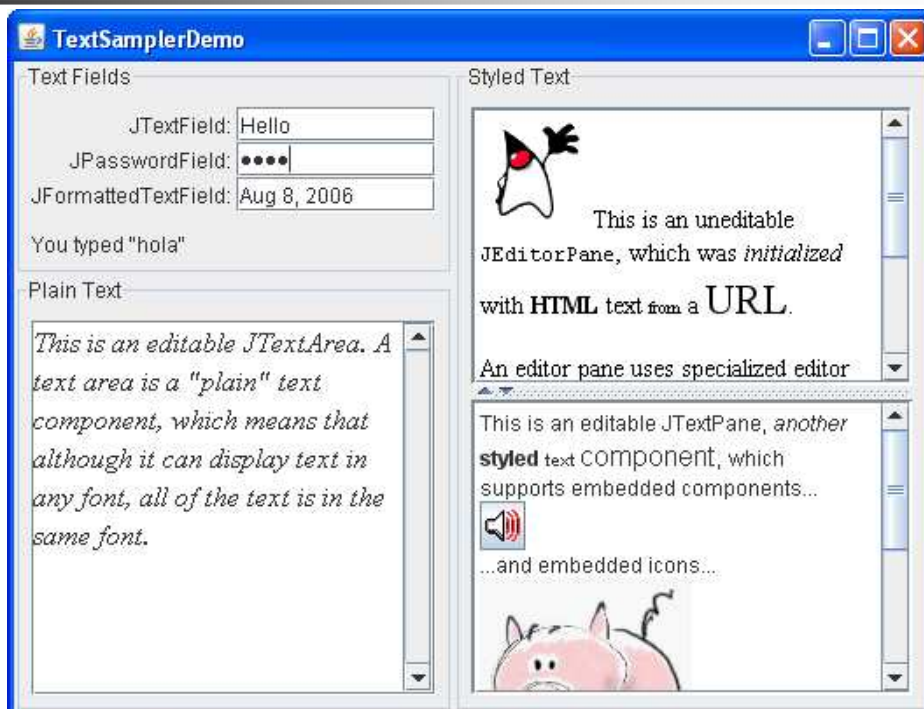 TextSamplerDemo
Text Fields
JTextField: Hello
JPasswordField: ••••
JFormattedTextField: Aug 8, 2006
You typed "hola"
Plain Text
This is an editable JTextArea. A
text area is a "plain" text
component, which means that
although it can display text in
any font, all of the text is in the
same font.
Styled Text
This is an uneditable
JEditorPane, which was initialized
with HTML text from a URL.
An editor pane uses specialized editor
This is an editable JTextPane, another
styled text component, which
supports embedded components...
...and embedded icons...